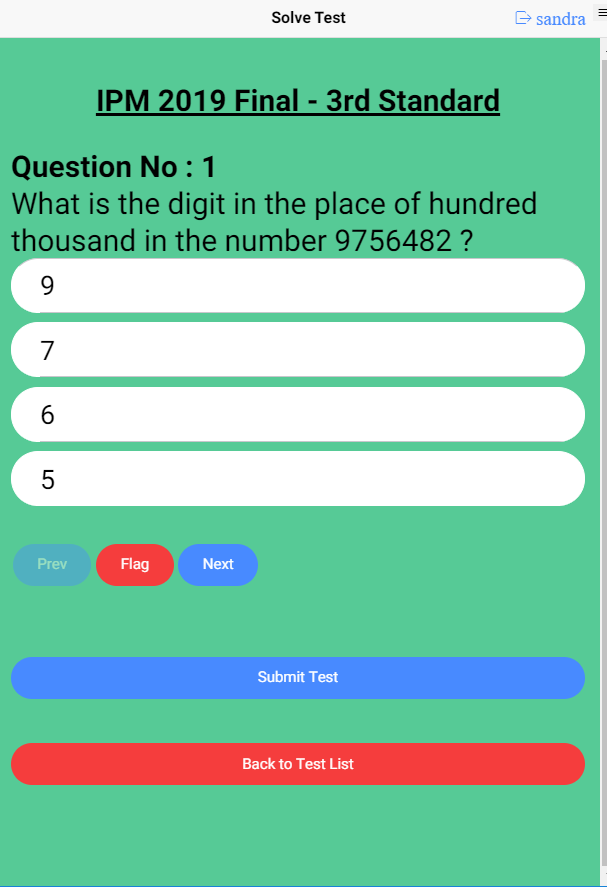 Solve Test
sandra
IPM 2019 Final - 3rd Standard
Question No : 1
What is the digit in the place of hundred
thousand in the number 9756482 ?
9
7
6
5
Prev Flag Next
Submit Test
Back to Test List